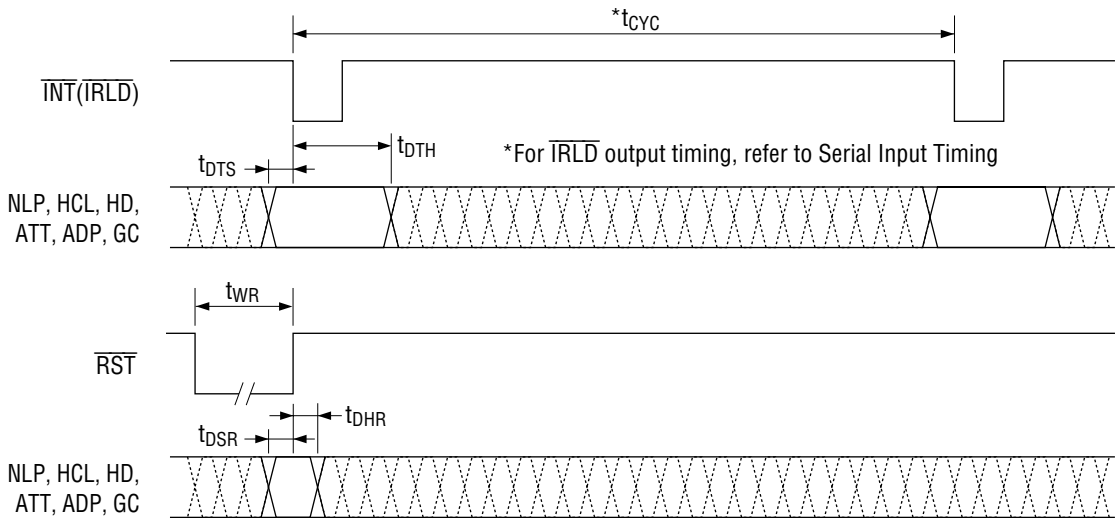 *tCYC
INT(IRLD)
tDTS
tDTH
*For IRLD output timing, refer to Serial Input Timing
NLP, HCL, HD,
ATT, ADP, GC
tWR
RST
tDHR
tDSR
NLP, HCL, HD,
ATT, ADP, GC